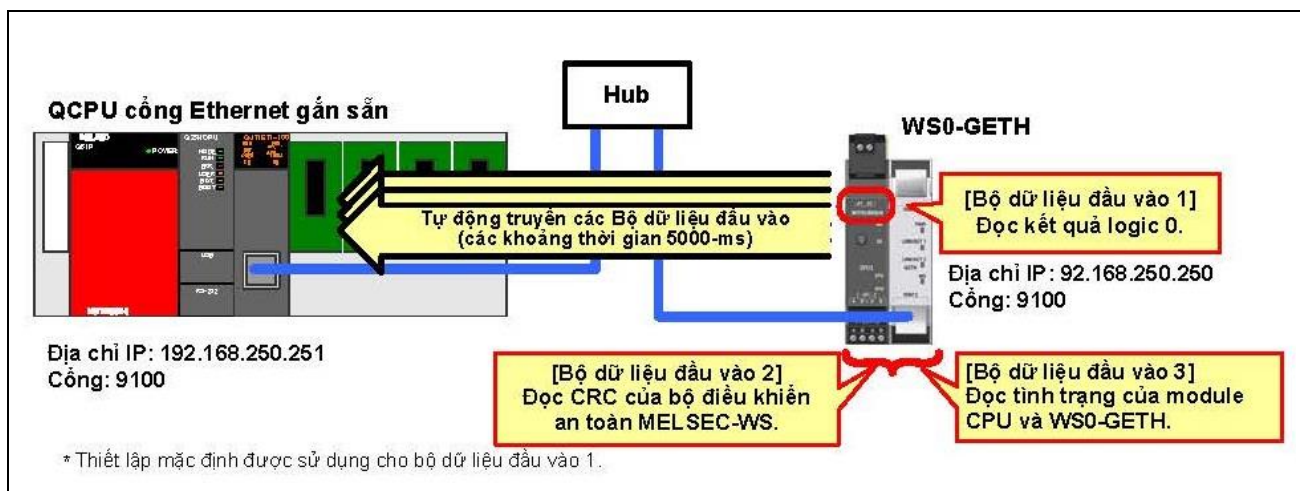 Hub
QCPU cổng Ethernet gắn sẵn
WS0-GETH
Tự động truyền các Bộ dữ liệu đầu vào
(các khoảng thời gian 5000-ms)
[Bộ dữ liệu đầu vào 1]
Đọc kết quả logic 0.
Địa chỉ IP: 92.168.250.250
Cổng: 9100
Địa chỉ IP: 192.168.250.251
Cổng: 9100
[Bộ dữ liệu đầu vào 2]
Đọc CRC của bộ điều khiển
an toàn MELSEC-WS.
[Bộ dữ liệu đầu vào 3]
Đọc tình trạng của module
CPU và WS0-GETH.
* Thiết lập mặc định được sử dụng cho bộ dữ liệu đầu vào 1.